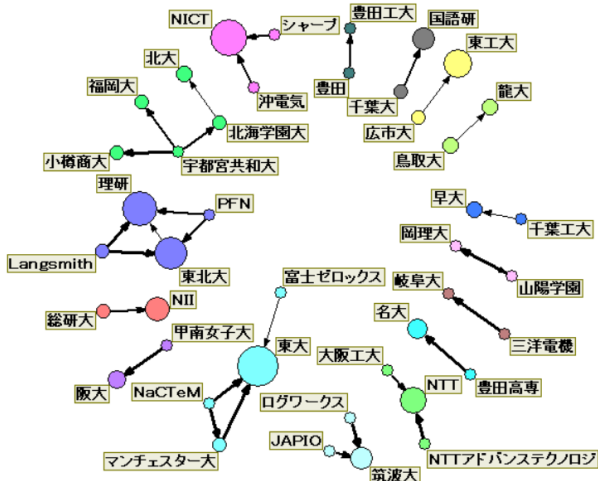 豊田工大
NICT
シャープ
国語研
東工大
北大
福岡大
豊田
沖電気
千葉大
龍大
北海学園大
広市大
小樽商大
宇都宮共和大
鳥取大
理研
PFN
早大
岡理大
千葉工大
Langsmith
東北大
富士ゼロックス
岐阜大
山陽学園
総研大
NII
名大
甲南女子大
東大
大阪工大
三洋電機
阪大
NaCTeM
ログワークス
NTT
豊田高専
JAPIO
マンチェスター大
筑波大
NTTアドバンステクノロジ